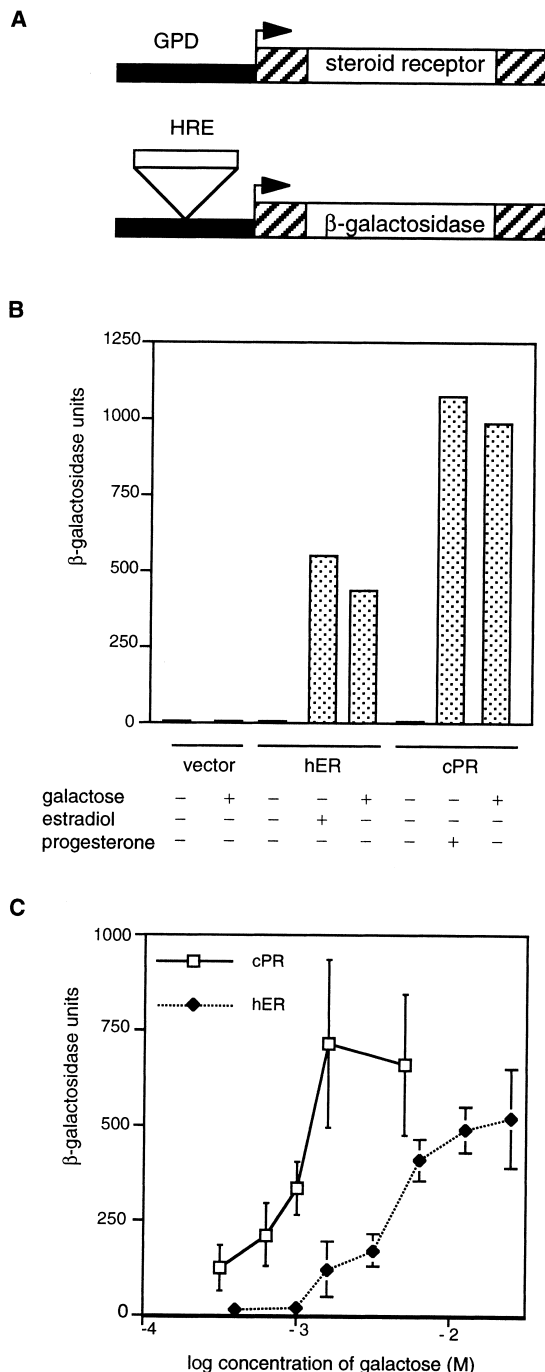 A
GPD
steroid receptor
HRE
β-galactosidase
B
β-galactosidase units
1250
1000
750
500
250
0
vector hER cPR
galactose − + − − + − − +
estradiol − − − + − − − −
progesterone − − − − − − + −
C
β-galactosidase units
1000
750
500
250
0
cPR
hER
-4 -3 -2
log concentration of galactose (M)